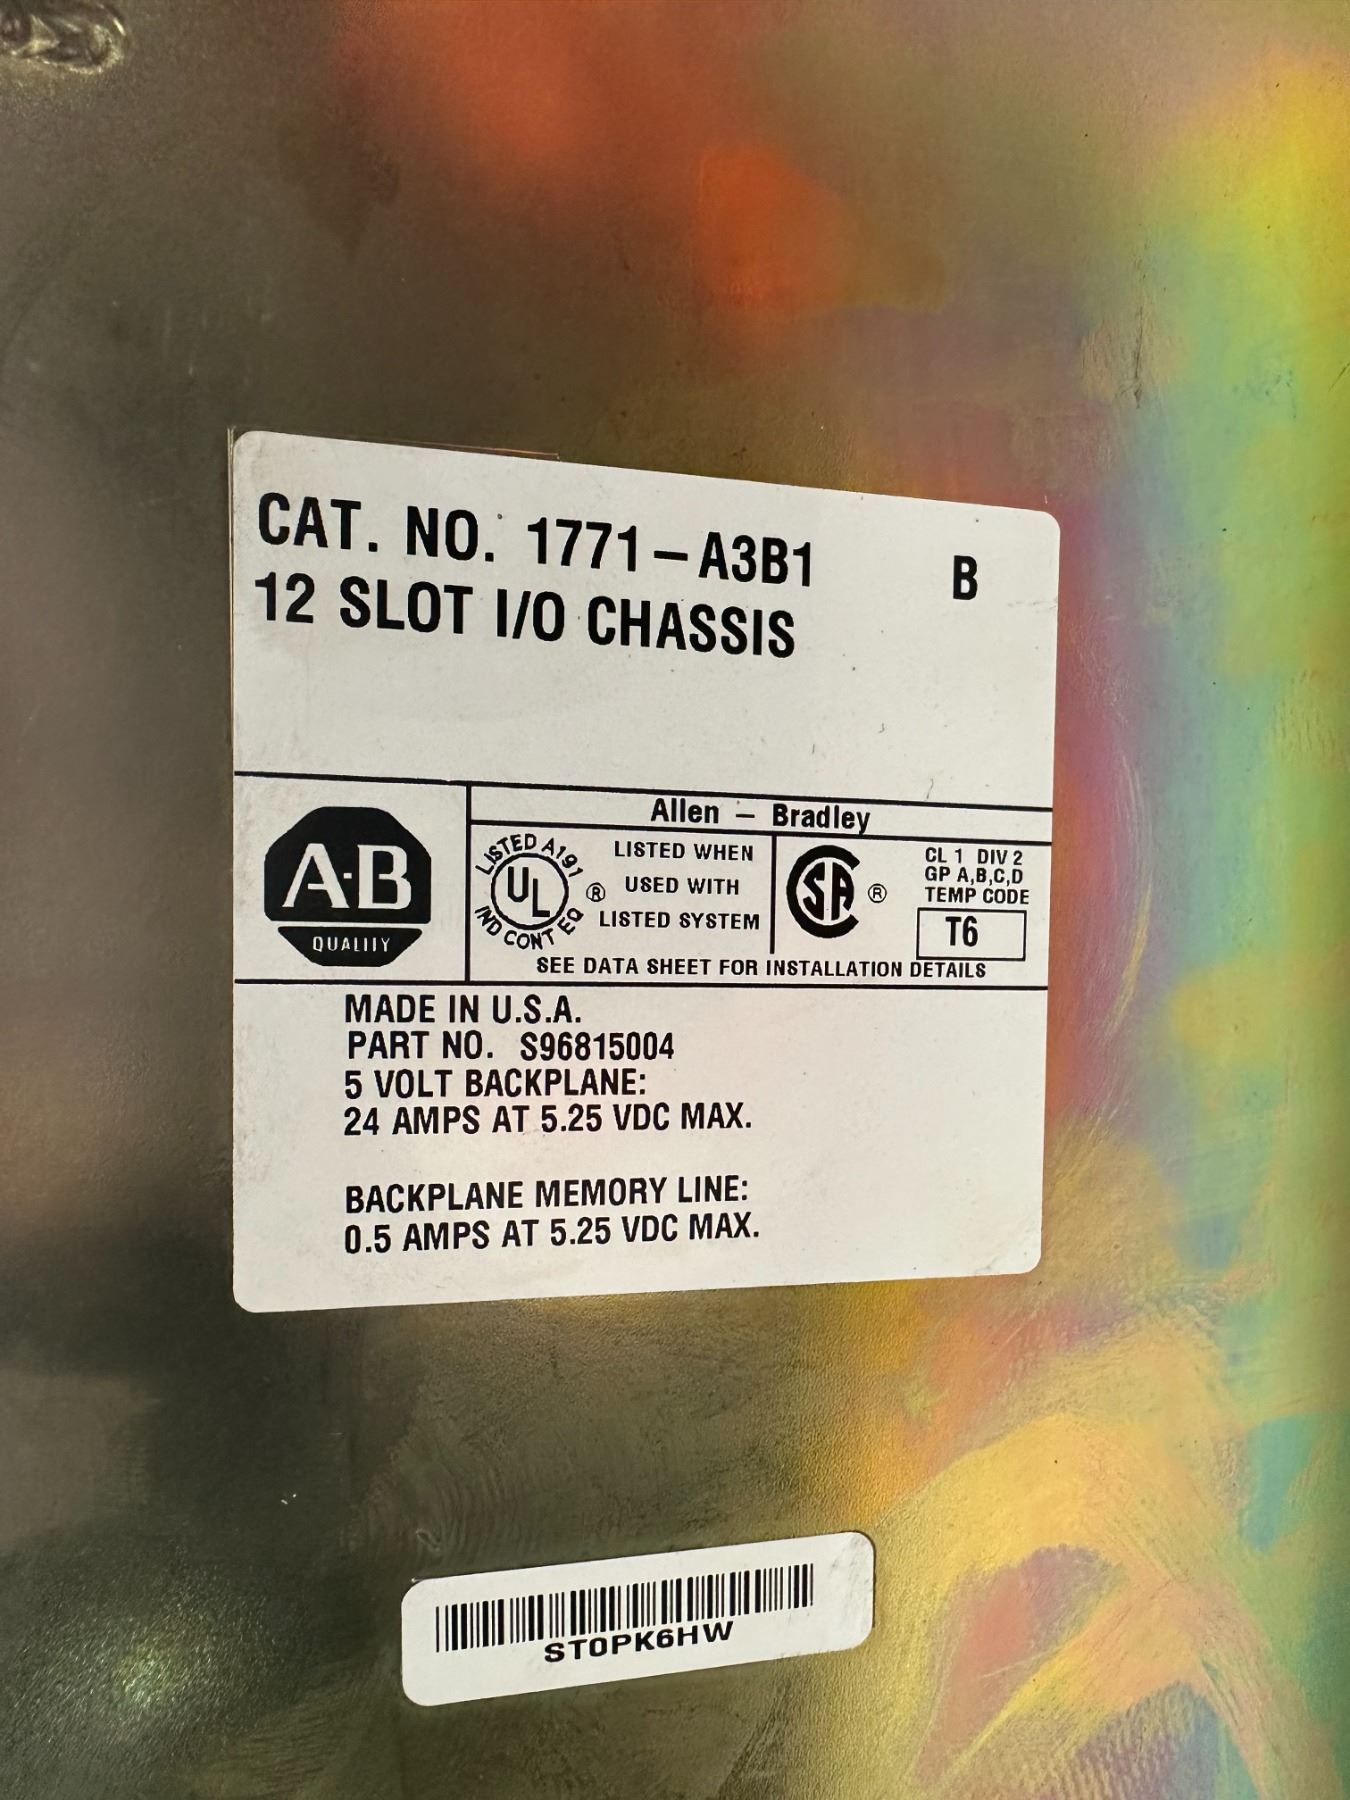 CAT. NO. 1771-A3B1 B
12 SLOT I/O CHASSIS
Allen - Bradley
A-B
QUALITY
LISTED A191
UL
IND CONT EQ
®
LISTED WHEN
USED WITH
LISTED SYSTEM
SA ®
CL 1 DIV 2
GP A,B,C,D
TEMP CODE
T6
SEE DATA SHEET FOR INSTALLATION DETAILS
MADE IN U.S.A.
PART NO. S96815004
5 VOLT BACKPLANE:
24 AMPS AT 5.25 VDC MAX.
BACKPLANE MEMORY LINE:
0.5 AMPS AT 5.25 VDC MAX.
ST0PK6HW